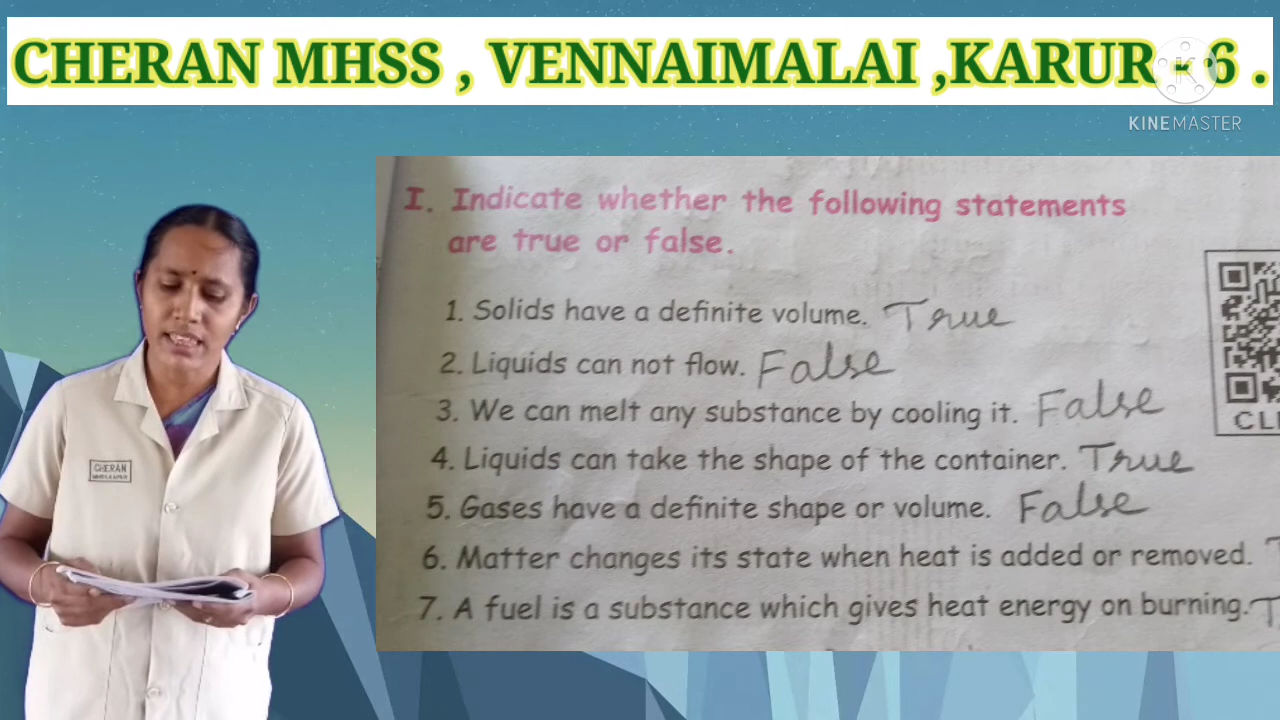 CHERAN MHSS , VENNAIMALAI ,KARUR - 6 .
K
KINEMASTER
I. Indicate whether the following statements
are true or false.
1. Solids have a definite volume. True
2. Liquids can not flow. False
3. We can melt any substance by cooling it. False
4. Liquids can take the shape of the container. True
5. Gases have a definite shape or volume. False
6. Matter changes its state when heat is added or removed. T
7. A fuel is a substance which gives heat energy on burning. T
CHERAN